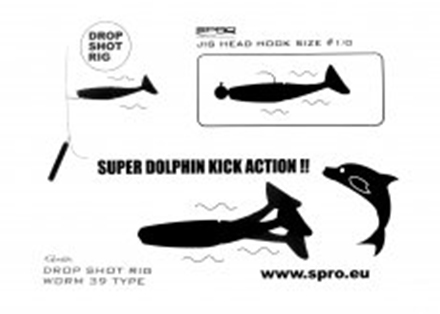 DROP
SHOT
RIG
SPRO
JIG HEAD HOOK SIZE #1/0
SUPER DOLPHIN KICK ACTION !!
DROP SHOT RIG
WORM 39 TYPE
www.spro.eu